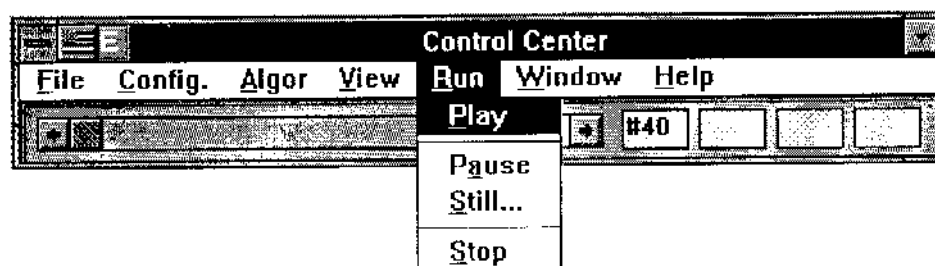 Control Center
File Config. Algor View Run Window Help
Play #40
Pause
Still...
Stop